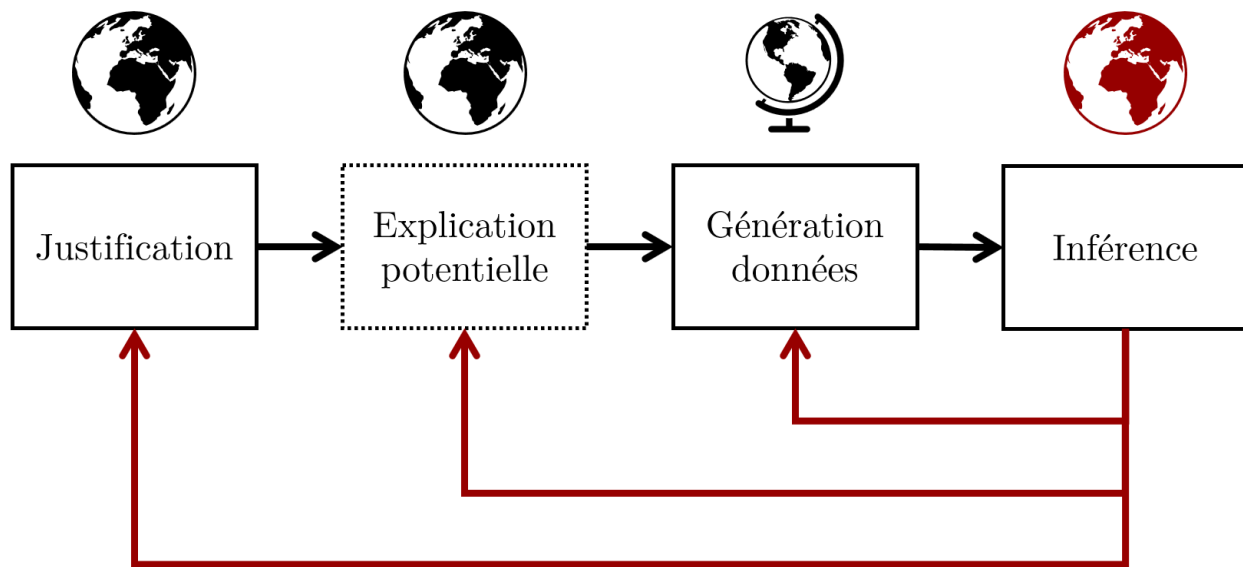 Justification
Explication
potentielle
Génération
données
Inférence